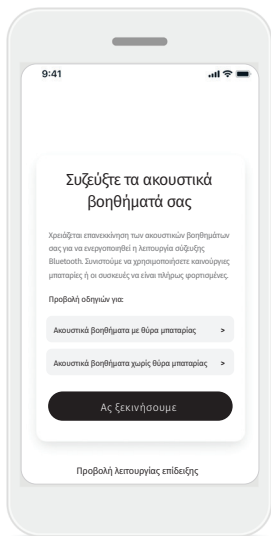 9:41
Συζεύξτε τα ακουστικά
βοηθήματά σας
Χρειάζεται επανεκκίνηση των ακουστικών βοηθημάτων
σας για να ενεργοποιηθεί η λειτουργία σύζευξης
Bluetooth. Συνιστούμε να χρησιμοποιήσετε καινούργιες
μπαταρίες ή οι συσκευές να είναι πλήρως φορτισμένες.
Προβολή οδηγιών για:
Ακουστικά βοηθήματα με θύρα μπαταρίας >
Ακουστικά βοηθήματα χωρίς θύρα μπαταρίας >
Ας ξεκινήσουμε
Προβολή λειτουργίας επίδειξης